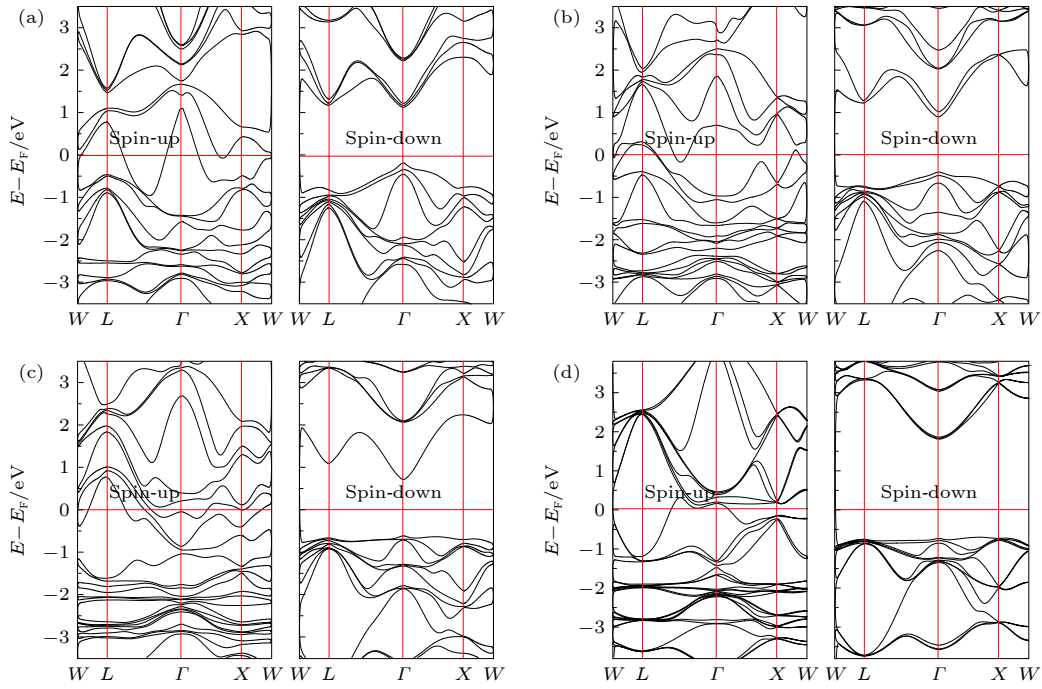 (a)
3
2
1
0
−1
−2
−3
E−E_F/eV
Spin-up
Spin-down
W L Γ X W
W L Γ X W
(b)
3
2
1
0
−1
−2
−3
E−E_F/eV
Spin-up
Spin-down
W L Γ X W
W L Γ X W
(c)
3
2
1
0
−1
−2
−3
E−E_F/eV
Spin-up
Spin-down
W L Γ X W
W L Γ X W
(d)
3
2
1
0
−1
−2
−3
E−E_F/eV
Spin-up
Spin-down
W L Γ X W
W L Γ X W